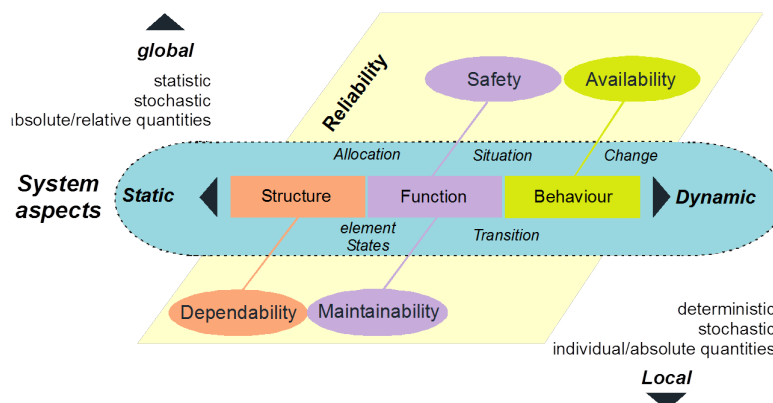 global
statistic
stochastic
absolute/relative quantities
Reliability
Safety
Availability
Allocation
Situation
Change
System
aspects
Static
Structure
Function
Behaviour
Dynamic
element
States
Transition
Dependability
Maintainability
deterministic
stochastic
individual/absolute quantities
Local